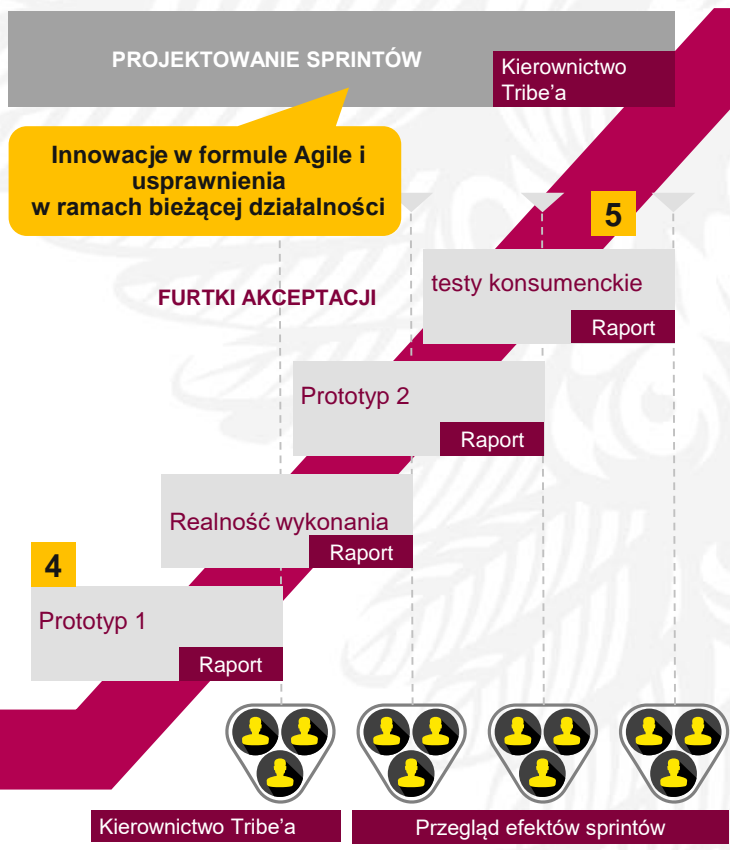 PROJEKTOWANIE SPRINTÓW
Kierownictwo
Tribe'a
Innowacje w formule Agile i
usprawnienia
w ramach bieżącej działalności
5
FURTKI AKCEPTACJI
testy konsumenckie
Raport
Prototyp 2
Raport
Realność wykonania
Raport
4
Prototyp 1
Raport
Kierownictwo Tribe'a
Przegląd efektów sprintów